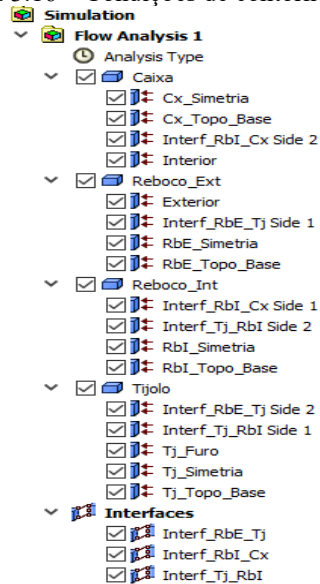 Simulation
Flow Analysis 1
Analysis Type
Caixa
Cx_Simetria
Cx_Topo_Base
Interf_RbI_Cx Side 2
Interior
Reboco_Ext
Exterior
Interf_RbE_Tj Side 1
RbE_Simetria
RbE_Topo_Base
Reboco_Int
Interf_RbI_Cx Side 1
Interf_Tj_RbI Side 2
RbI_Simetria
RbI_Topo_Base
Tijolo
Interf_RbE_Tj Side 2
Interf_Tj_RbI Side 1
Tj_Furo
Tj_Simetria
Tj_Topo_Base
Interfaces
Interf_RbE_Tj
Interf_RbI_Cx
Interf_Tj_RbI